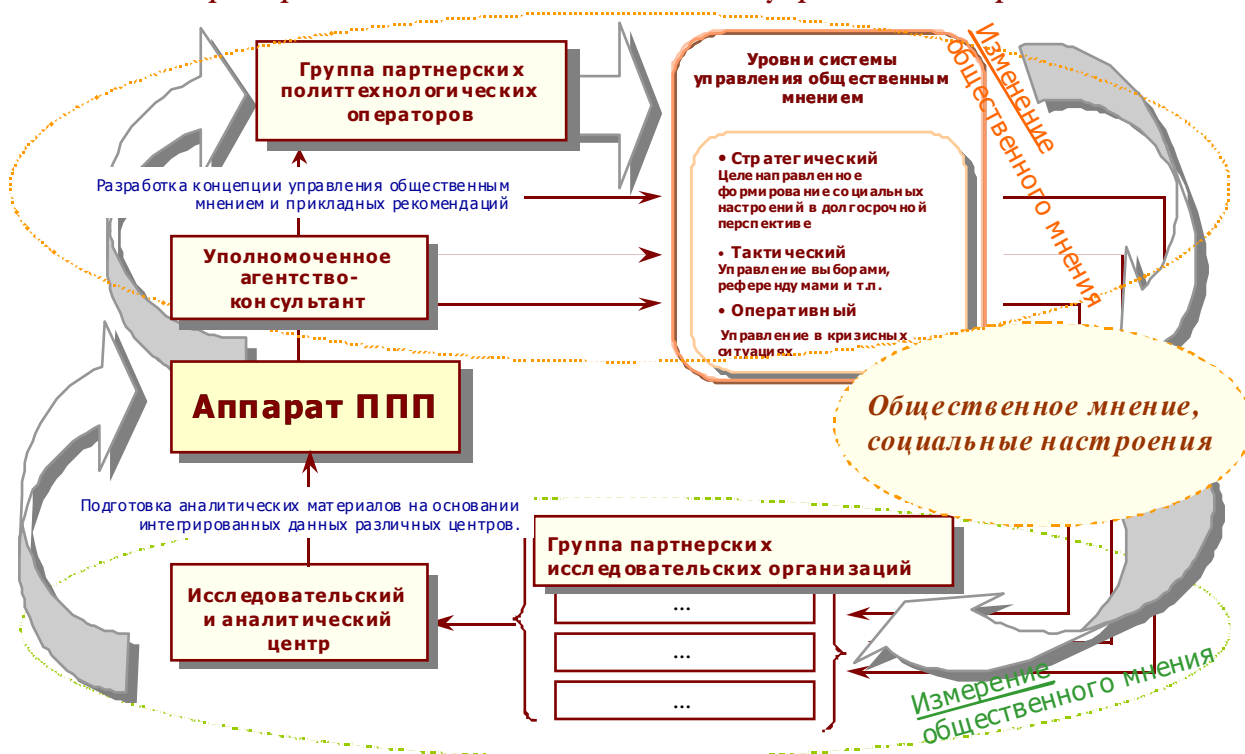 Группа партнерских
политтехнологических
операторов
Уровни системы
управления общественным
мнением
Изменение
общественного мнения
• Стратегический
Целенаправленное
формирование социальных
настроений в долгосрочной
перспективе
• Тактический
Управление выборами,
референдумами и т.п.
• Оперативный
Управление в кризисных
ситуациях.
Разработка концепции управления общественным
мнением и прикладных рекомендаций
Уполномоченное
агентство-
консультант
Аппарат ППП
Общественное мнение,
социальные настроения
Подготовка аналитических материалов на основании
интегрированных данных различных центров.
Группа партнерских
исследовательских организаций
...
...
...
Исследовательский
и аналитический
центр
Измерение
общественного мнения